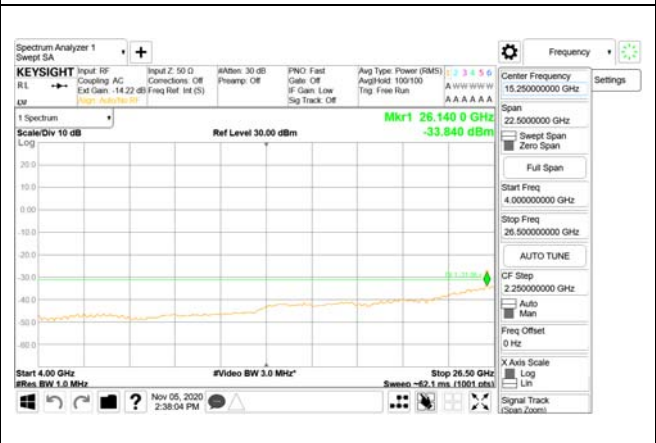 Spectrum Analyzer 1
Swept SA
+
Frequency
KEYSIGHT
RL
Input: RF
Coupling: AC
Ext Gain: -14.22 dB
Align: Auto/No RF
Input Z: 50 Ω
Corrections: Off
Freq Ref: Int (S)
#Atten: 30 dB
Preamp: Off
PNO: Fast
Gate: Off
IF Gain: Low
Sig Track: Off
Avg Type: Power (RMS)
Avg|Hold: 100/100
Trig: Free Run
1 2 3 4 5 6
A W W W W W
A A A A A A
1 Spectrum
Scale/Div 10 dB
Log
Ref Level 30.00 dBm
Mkr1 26.140 0 GHz
-33.840 dBm
20.0
10.0
0.00
-10.0
-20.0
-30.0
-40.0
-50.0
-60.0
Start 4.00 GHz
#Res BW 1.0 MHz
#Video BW 3.0 MHz*
Stop 26.50 GHz
Sweep ~62.1 ms (1001 pts)
Nov 05, 2020
2:38:04 PM
Center Frequency
15.250000000 GHz
Span
22.5000000 GHz
Swept Span
Zero Span
Full Span
Start Freq
4.000000000 GHz
Stop Freq
26.500000000 GHz
AUTO TUNE
CF Step
2.250000000 GHz
Auto
Man
Freq Offset
0 Hz
X Axis Scale
Log
Lin
Signal Track
(Span Zoom)
Settings